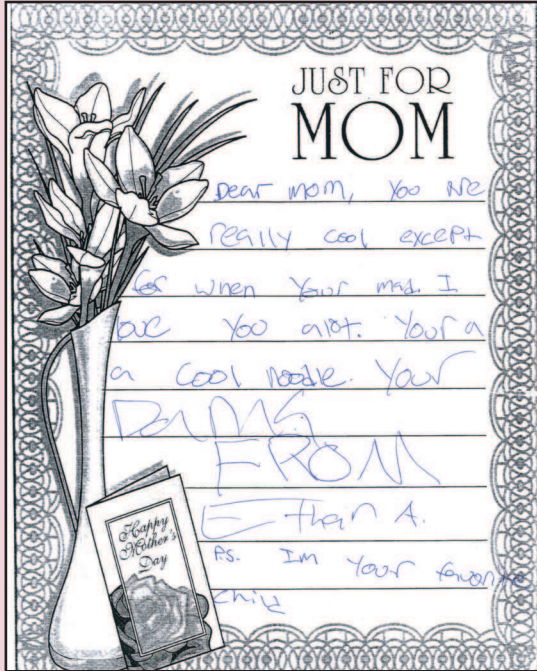 JUST FOR
MOM
Dear mom, You are
really cool except
for when your mad. I
love you alot. Your a
a cool noodle. Your
FROM
Ethan A.
P.s. Im your favorite
child
Happy
Mother's
Day